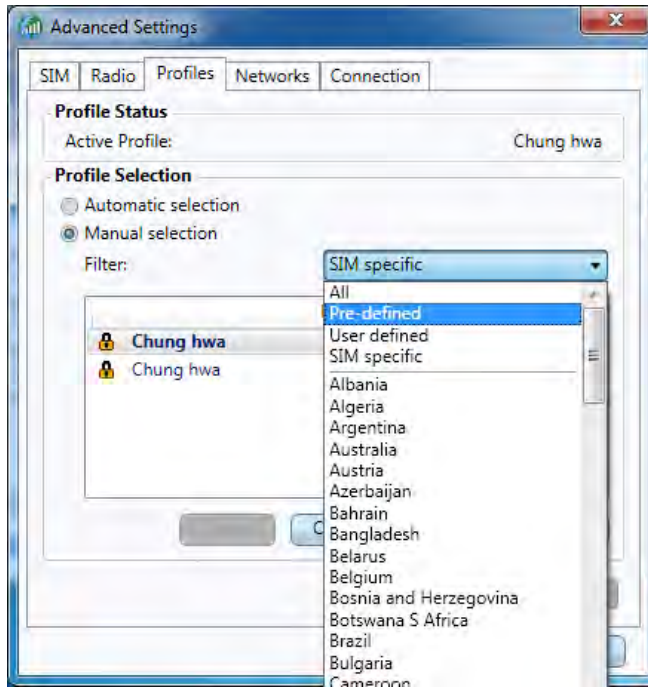 Advanced Settings
SIM Radio Profiles Networks Connection
Profile Status
Active Profile: Chung hwa
Profile Selection
Automatic selection
Manual selection
Filter: SIM specific
All
Pre-defined
User defined
SIM specific
Chung hwa
Chung hwa
Albania
Algeria
Argentina
Australia
Austria
Azerbaijan
Bahrain
Bangladesh
Belarus
Belgium
Bosnia and Herzegovina
Botswana S Africa
Brazil
Bulgaria
Cameroon